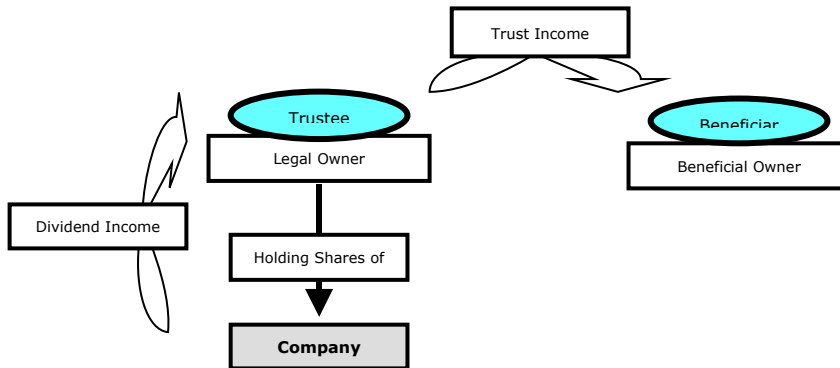 Trust Income
Trustee
Beneficiar
Legal Owner
Beneficial Owner
Dividend Income
Holding Shares of
Company